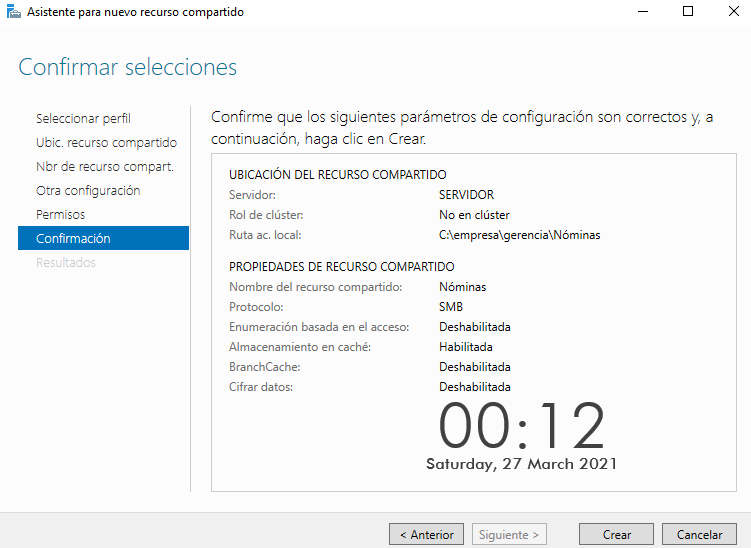 Asistente para nuevo recurso compartido
Confirmar selecciones
Seleccionar perfil
Ubic. recurso compartido
Nbr de recurso compart.
Otra configuración
Permisos
Confirmación
Resultados
Confirme que los siguientes parámetros de configuración son correctos y, a
continuación, haga clic en Crear.
UBICACIÓN DEL RECURSO COMPARTIDO
Servidor: SERVIDOR
Rol de clúster: No en clúster
Ruta ac. local: C:\empresa\gerencia\Nóminas
PROPIEDADES DE RECURSO COMPARTIDO
Nombre del recurso compartido: Nóminas
Protocolo: SMB
Enumeración basada en el acceso: Deshabilitada
Almacenamiento en caché: Habilitada
BranchCache: Deshabilitada
Cifrar datos: Deshabilitada
00:12
Saturday, 27 March 2021
< Anterior Siguiente > Crear Cancelar